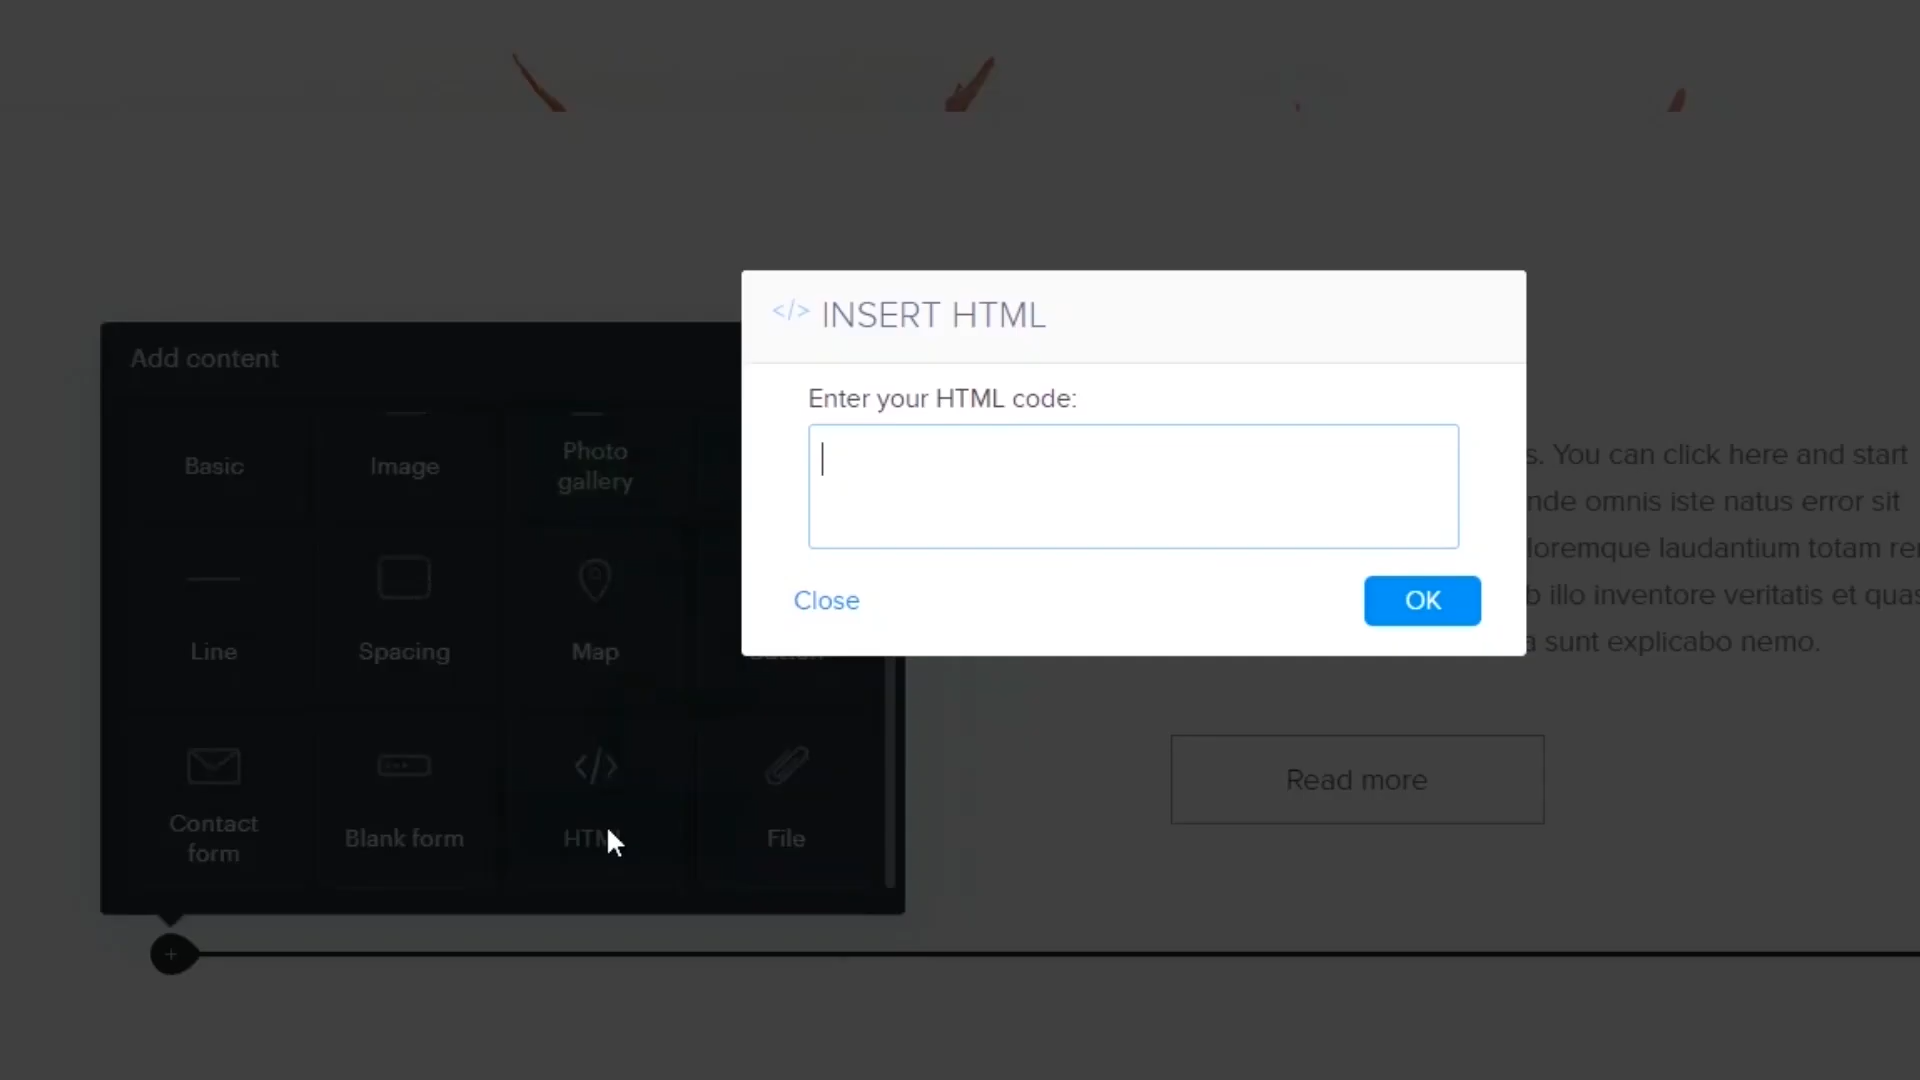 </> INSERT HTML
Enter your HTML code:
Close
OK
Add content
Basic
Image
Photo
gallery
Line
Spacing
Map
Contact
form
Blank form
HTML
File
s. You can click here and start
nde omnis iste natus error sit
loremque laudantium totam re
b illo inventore veritatis et quas
a sunt explicabo nemo.
Read more